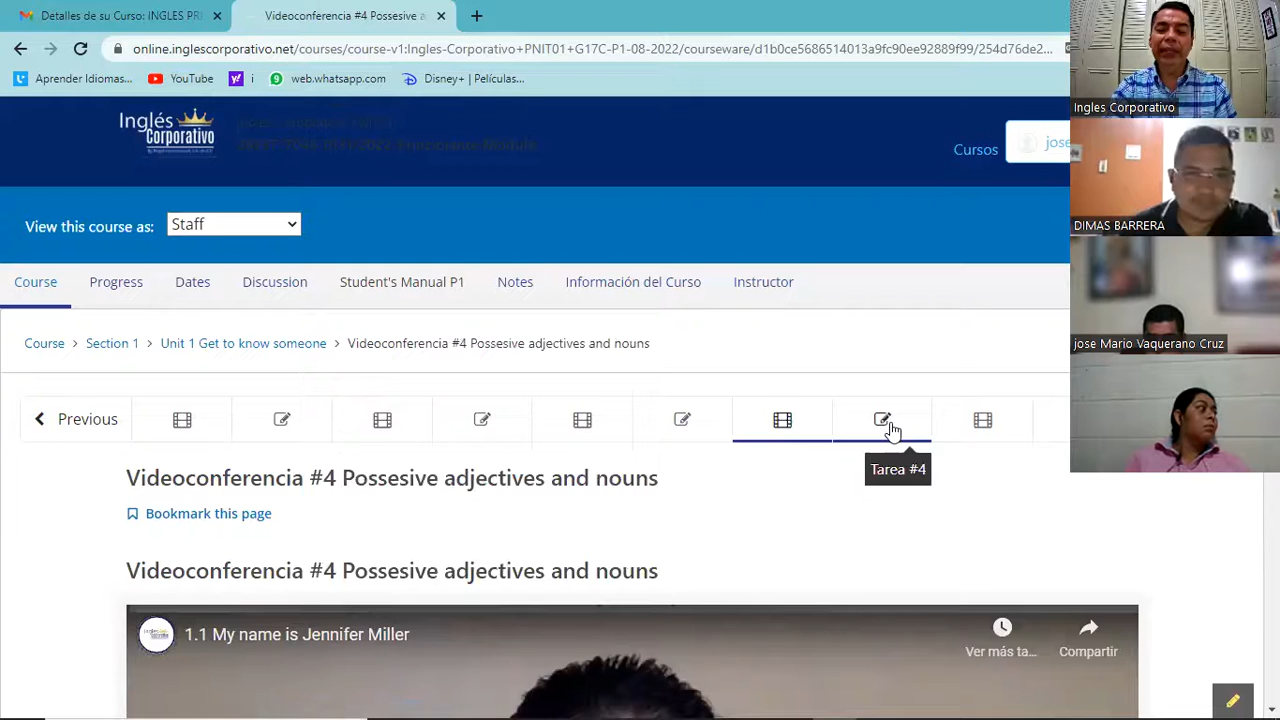 Detalles de su Curso: INGLES PRI
Videoconferencia #4 Possesive a
online.inglescorporativo.net/courses/course-v1:Ingles-Corporativo+PNIT01+G17C-P1-08-2022/courseware/d1b0ce5686514013a9fc90ee92889f99/254d76de2...
Aprender Idiomas...
YouTube
i
web.whatsapp.com
Disney+ | Películas,...
Inglés
Corporativo
Cursos
jose
View this course as:
Staff
Course
Progress
Dates
Discussion
Student's Manual P1
Notes
Información del Curso
Instructor
Course > Section 1 > Unit 1 Get to know someone > Videoconferencia #4 Possesive adjectives and nouns
Previous
Tarea #4
Videoconferencia #4 Possesive adjectives and nouns
Bookmark this page
Videoconferencia #4 Possesive adjectives and nouns
1.1 My name is Jennifer Miller
Ver más ta...
Compartir
Ingles Corporativo
DIMAS BARRERA
jose Mario Vaquerano Cruz